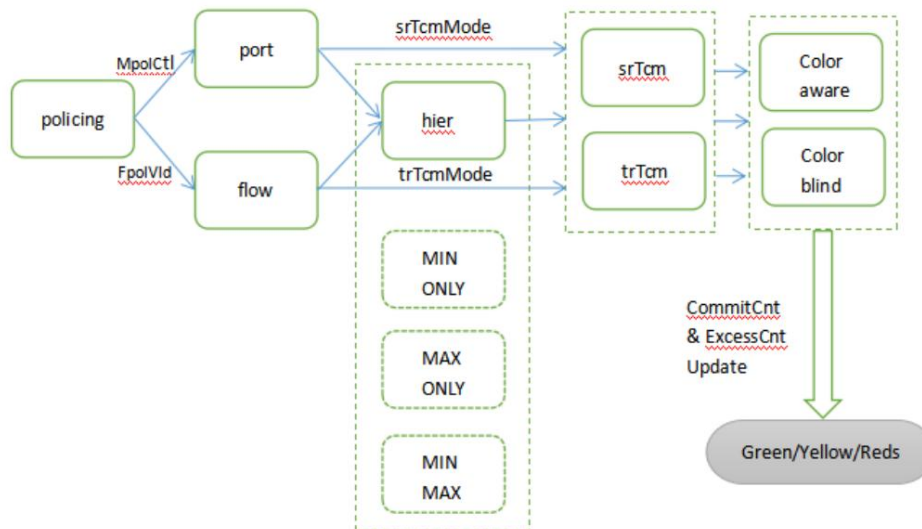 srTcmMode
port
MpolCtl
policing
FpolVld
flow
hier
trTcmMode
srTcm
trTcm
Color
aware
Color
blind
MIN
ONLY
MAX
ONLY
MIN
MAX
CommitCnt
& ExcessCnt
Update
Green/Yellow/Reds